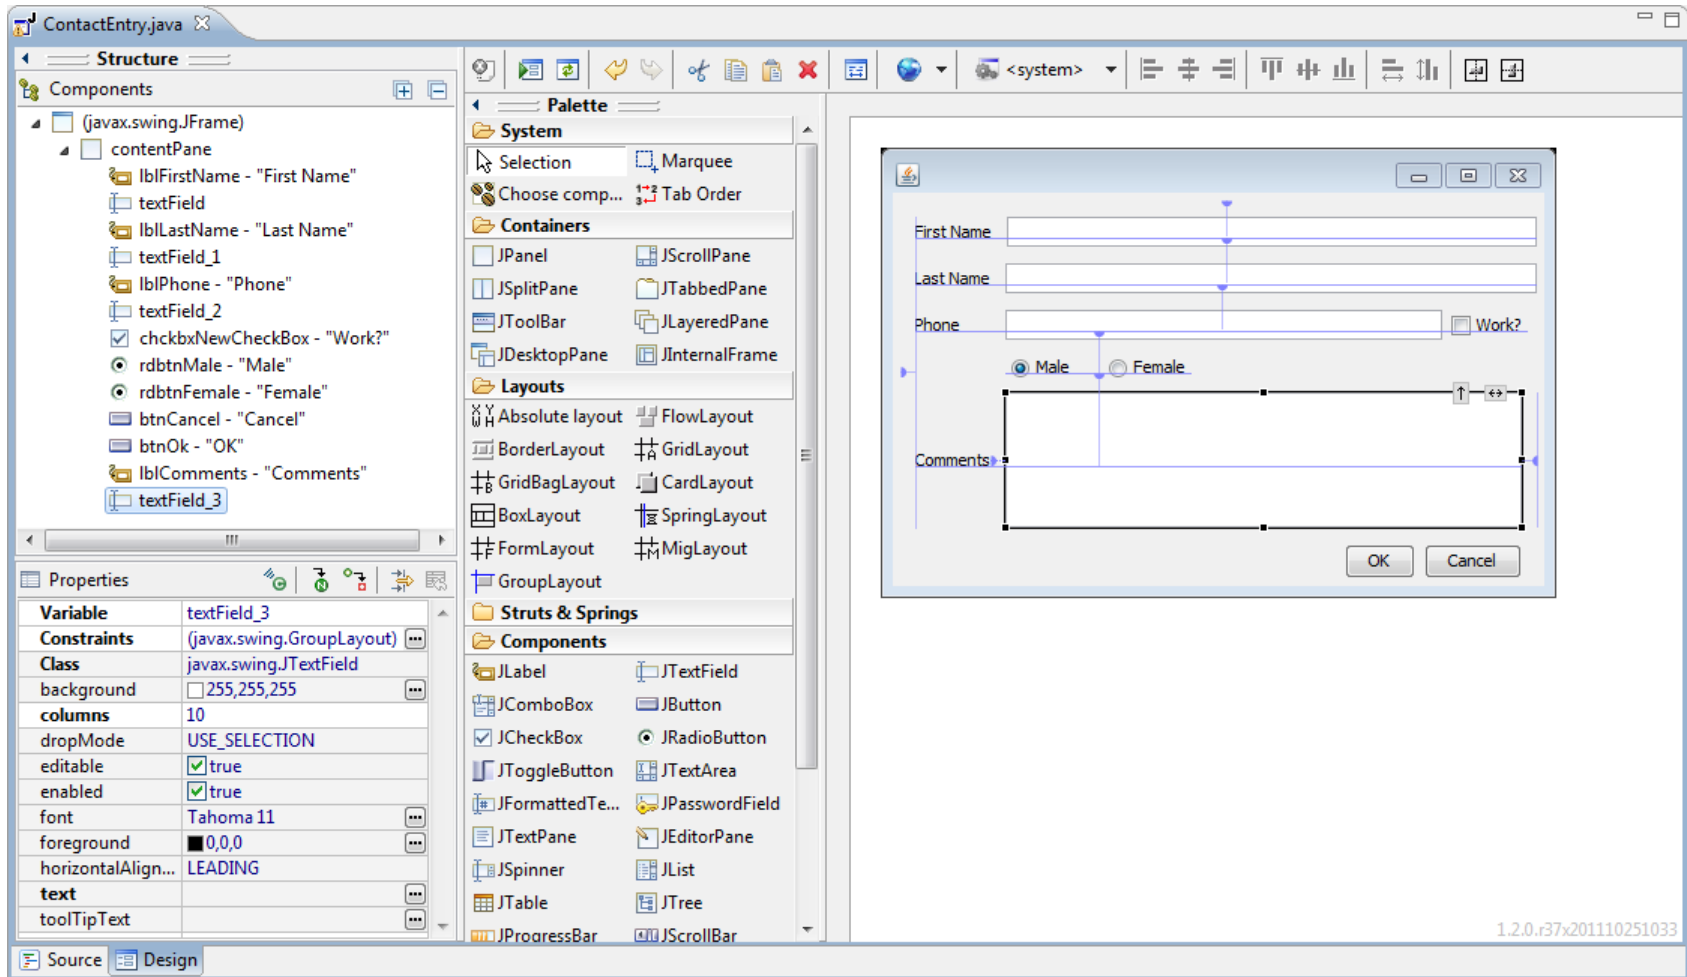 ContactEntry.java
Structure
Components
(javax.swing.JFrame)
contentPane
lblFirstName - "First Name"
textField
lblLastName - "Last Name"
textField_1
lblPhone - "Phone"
textField_2
chckbxNewCheckBox - "Work?"
rdbtnMale - "Male"
rdbtnFemale - "Female"
btnCancel - "Cancel"
btnOk - "OK"
lblComments - "Comments"
textField_3
Properties
Variable textField_3
Constraints (javax.swing.GroupLayout)
Class javax.swing.JTextField
background 255,255,255
columns 10
dropMode USE_SELECTION
editable true
enabled true
font Tahoma 11
foreground 0,0,0
horizontalAlign... LEADING
text
toolTipText
Source Design
<system>
Palette
System
Selection Marquee
Choose comp... Tab Order
Containers
JPanel JScrollPane
JSplitPane JTabbedPane
JToolBar JLayeredPane
JDesktopPane JInternalFrame
Layouts
Absolute layout FlowLayout
BorderLayout GridLayout
GridBagLayout CardLayout
BoxLayout SpringLayout
FormLayout MigLayout
GroupLayout
Struts & Springs
Components
JLabel JTextField
JComboBox JButton
JCheckBox JRadioButton
JToggleButton JTextArea
JFormattedTe... JPasswordField
JTextPane JEditorPane
JSpinner JList
JTable JTree
JProgressBar JScrollBar
First Name
Last Name
Phone Work?
Male Female
Comments
OK Cancel
1.2.0.r37x201110251033